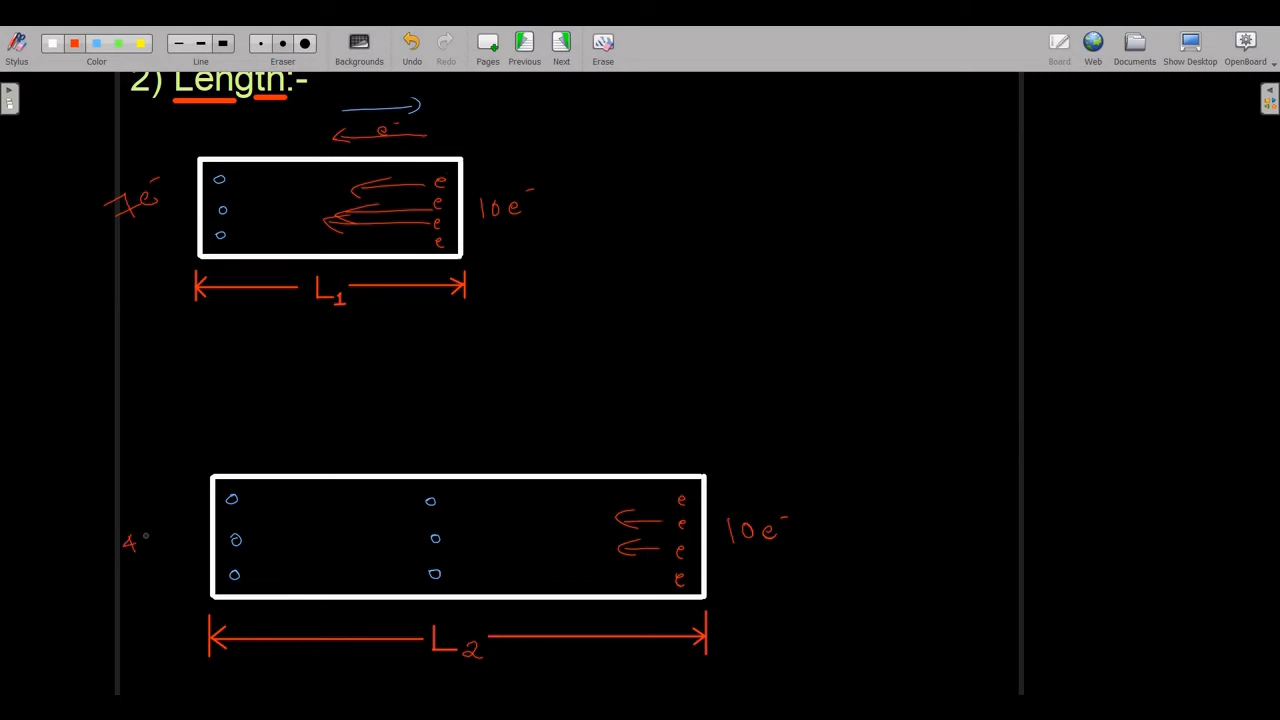 Stylus Color Line Eraser Backgrounds Undo Redo Pages Previous Next Erase Board Web Documents Show Desktop OpenBoard
2) Length:-
e⁻
7e⁻ e e e e 10e⁻
L₁
4 e e e e 10e⁻
L₂